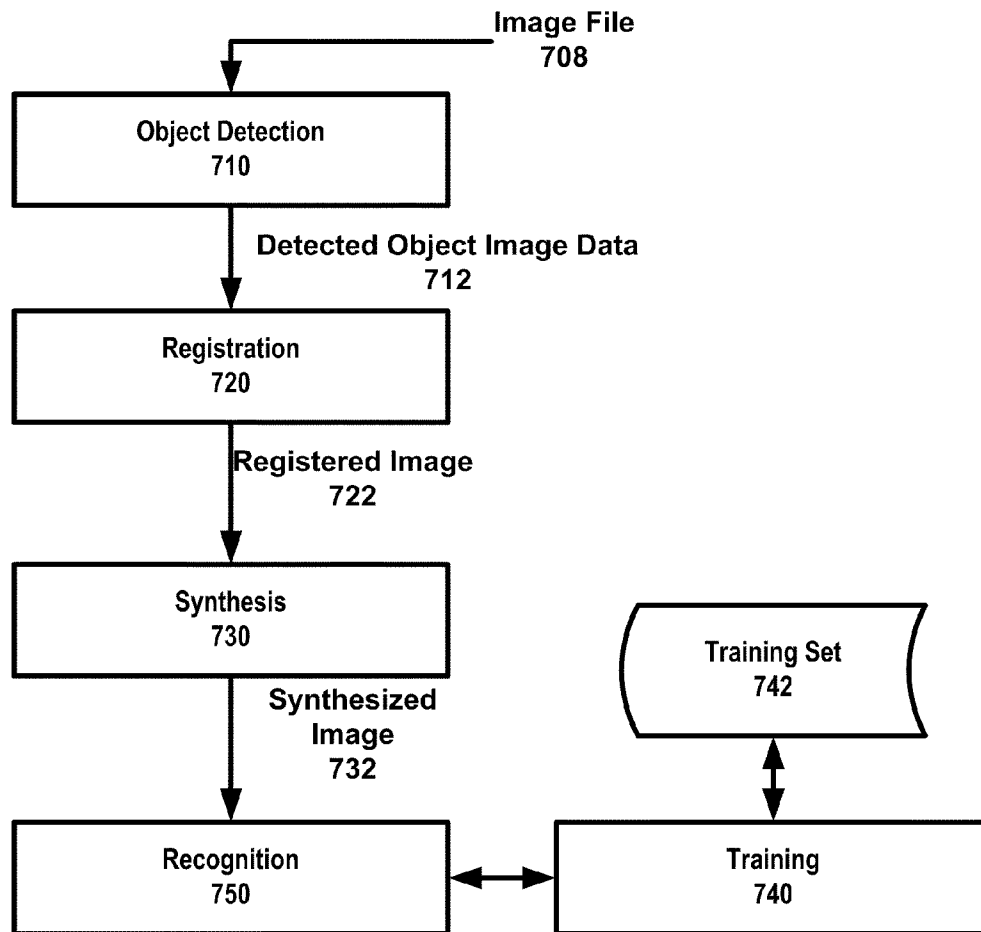 Image File
708
Object Detection
710
Detected Object Image Data
712
Registration
720
Registered Image
722
Synthesis
730
Synthesized
Image
732
Training Set
742
Recognition
750
Training
740